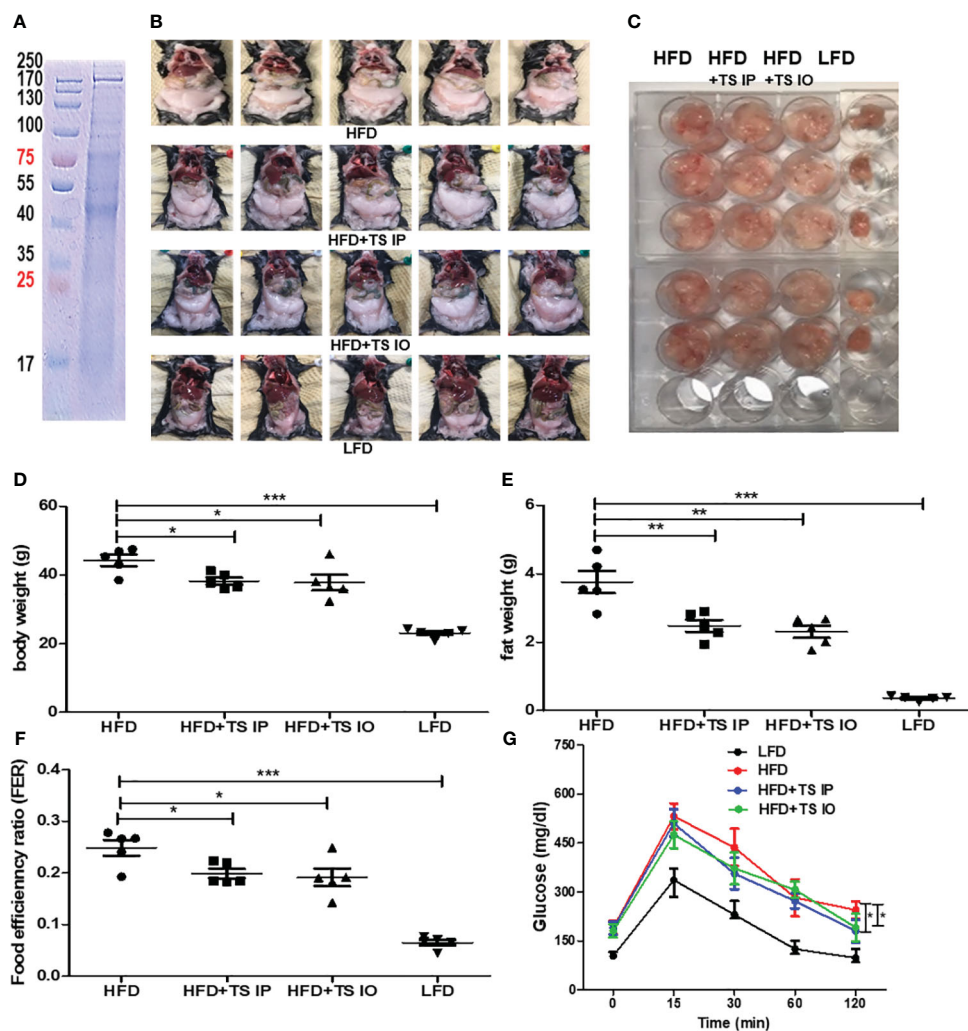 A
250
170
130
100
75
55
40
35
25
17
B
HFD
HFD+TS IP
HFD+TS IO
LFD
C
HFD HFD HFD LFD
+TS IP +TS IO
D
***
*
*
body weight (g)
60
40
20
0
HFD HFD+TS IP HFD+TS IO LFD
E
***
**
**
fat weight (g)
6
4
2
0
HFD HFD+TS IP HFD+TS IO LFD
F
***
*
*
Food efficienncy ratio (FER)
0.4
0.3
0.2
0.1
0.0
HFD HFD+TS IP HFD+TS IO LFD
G
LFD
HFD
HFD+TS IP
HFD+TS IO
Glucose (mg/dl)
750
600
450
300
150
0
* *
0 15 30 60 120
Time (min)